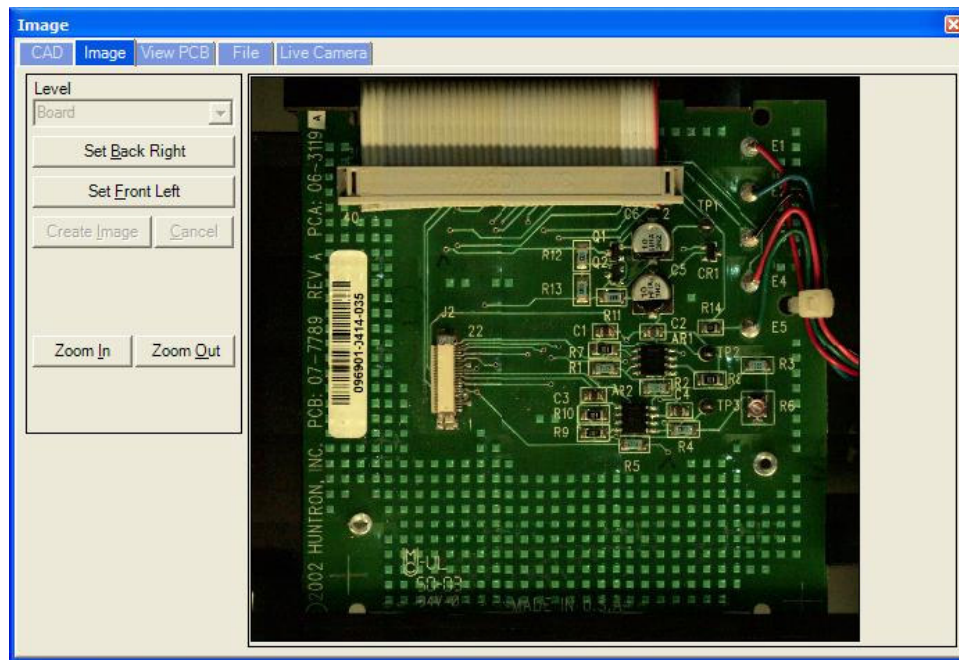 Image
CAD Image View PCB File Live Camera
Level
Board
Set Back Right
Set Front Left
Create Image Cancel
Zoom In Zoom Out
©2002 HUNTRON, INC. PCB: 07-7789 REV A PCA: 06-3119 A
096901-0414-035
40
2
C6
TP1
E1
Q1
R12
Q2
C5
CR1
E4
R13
R11
R14
E5
J2
22
C1
C2
AR1
R7
TP2
R3
R1
R2
AR2
C3
C4
TP3
R6
R10
R9
R4
R5
1
MADE IN U.S.A